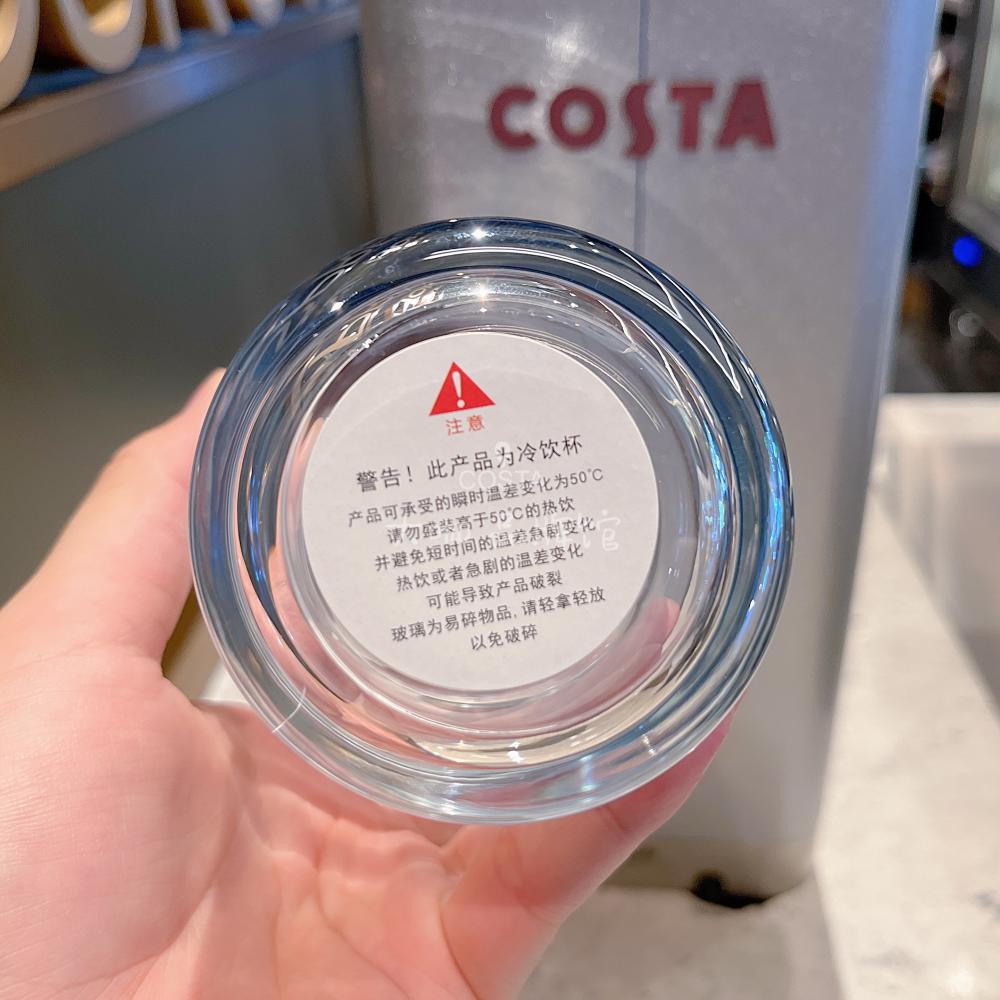 COSTA
注意
警告！此产品为冷饮杯
产品可承受的瞬时温差变化为50°C
请勿盛装高于50°C的热饮
并避免短时间的温差急剧变化
热饮或者急剧的温差变化
可能导致产品破裂
玻璃为易碎物品,请轻拿轻放
以免破碎
COSTA